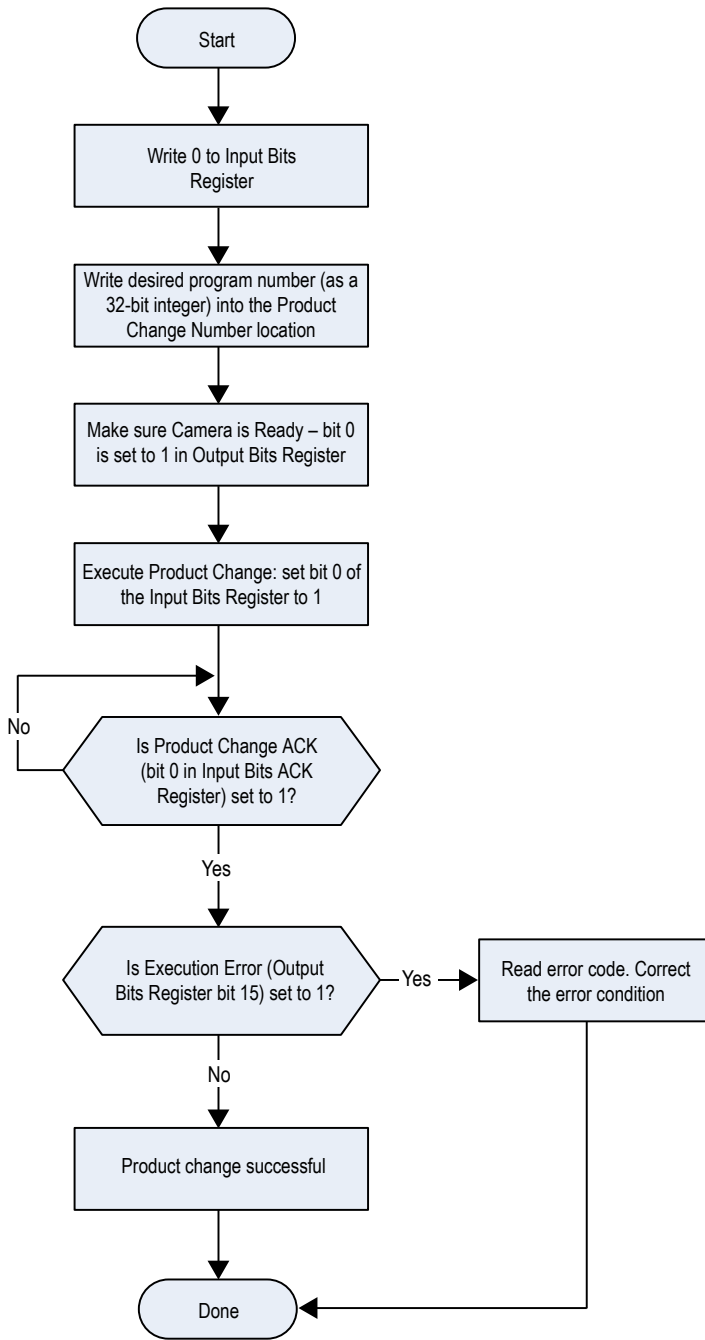 Start
Write 0 to Input Bits
Register
Write desired program number (as a
32-bit integer) into the Product
Change Number location
Make sure Camera is Ready – bit 0
is set to 1 in Output Bits Register
Execute Product Change: set bit 0 of
the Input Bits Register to 1
No
Is Product Change ACK
(bit 0 in Input Bits ACK
Register) set to 1?
Yes
Is Execution Error (Output
Bits Register bit 15) set to 1?
Yes
Read error code. Correct
the error condition
No
Product change successful
Done